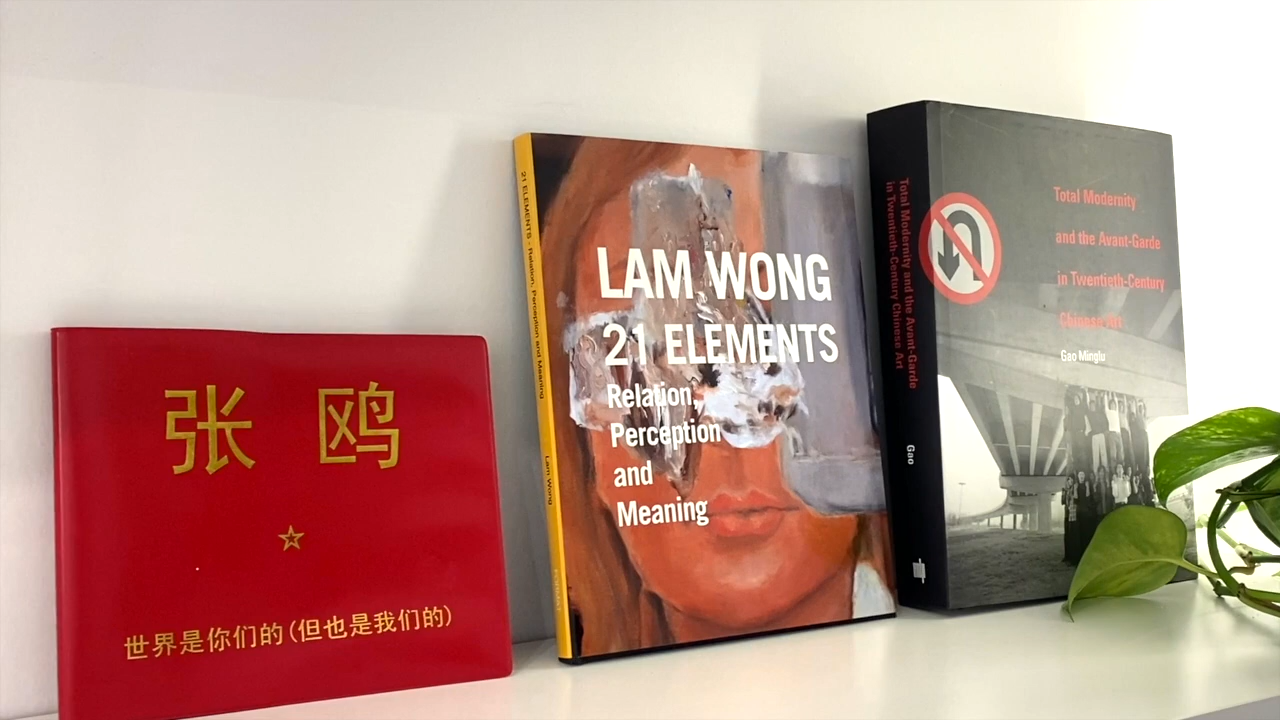 张 鸥
世界是你们的(但也是我们的)
21 ELEMENTS - Relation, Perception and Meaning
Lam Wong
LAM WONG
21 ELEMENTS
Relation,
Perception
and
Meaning
Total Modernity and the Avant-Garde
in Twentieth-Century Chinese Art
Gao
Total Modernity
and the Avant-Garde
in Twentieth-Century
Chinese Art
Gao Minglu